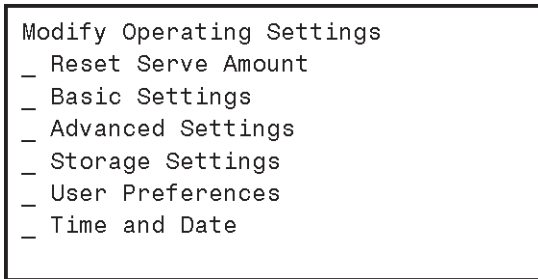 Modify Operating Settings
_ Reset Serve Amount
_ Basic Settings
_ Advanced Settings
_ Storage Settings
_ User Preferences
_ Time and Date